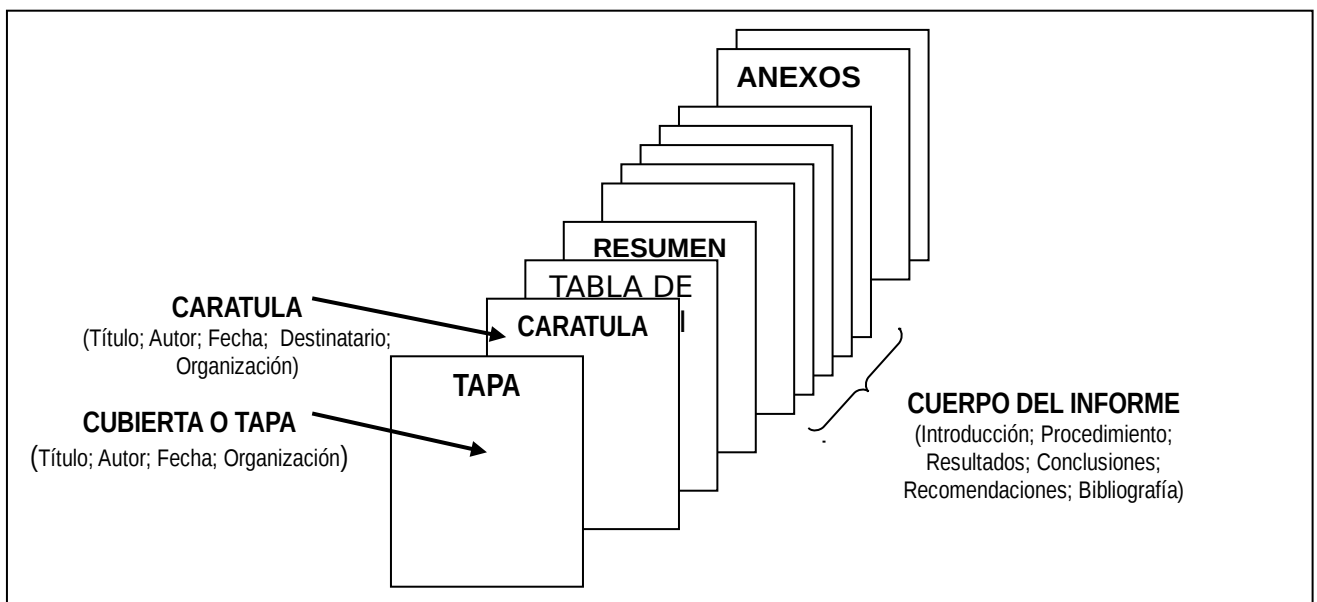 ANEXOS
RESUMEN
TABLA DE
CARATULA
TAPA
CARATULA
(Título; Autor; Fecha; Destinatario;
Organización)
CUBIERTA O TAPA
(Título; Autor; Fecha; Organización)
CUERPO DEL INFORME
(Introducción; Procedimiento;
Resultados; Conclusiones;
Recomendaciones; Bibliografía)